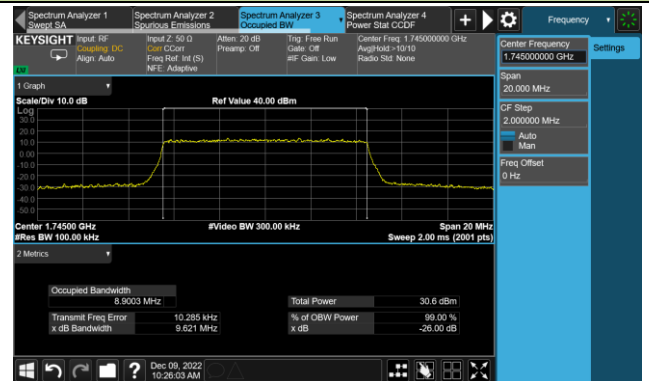 Spectrum Analyzer 1
Swept SA
Spectrum Analyzer 2
Spurious Emissions
Spectrum Analyzer 3
Occupied BW
Spectrum Analyzer 4
Power Stat CCDF
Frequency
KEYSIGHT
Input: RF
Coupling: DC
Align: Auto
Input Z: 50 Ω
Corr CCorr
Freq Ref: Int (S)
NFE: Adaptive
Atten: 20 dB
Preamp: Off
Trig: Free Run
Gate: Off
#IF Gain: Low
Center Freq: 1.745000000 GHz
Avg|Hold:>10/10
Radio Std: None
Center Frequency
1.745000000 GHz
Settings
Span
20.000 MHz
CF Step
2.000000 MHz
Auto
Man
Freq Offset
0 Hz
1 Graph
Scale/Div 10.0 dB
Ref Value 40.00 dBm
Log
30.0
20.0
10.0
0.00
-10.0
-20.0
-30.0
-40.0
-50.0
Center 1.74500 GHz
#Video BW 300.00 kHz
Span 20 MHz
#Res BW 100.00 kHz
Sweep 2.00 ms (2001 pts)
2 Metrics
Occupied Bandwidth
8.9003 MHz
Total Power
30.6 dBm
Transmit Freq Error
10.285 kHz
% of OBW Power
99.00 %
x dB Bandwidth
9.621 MHz
x dB
-26.00 dB
Dec 09, 2022
10:26:03 AM